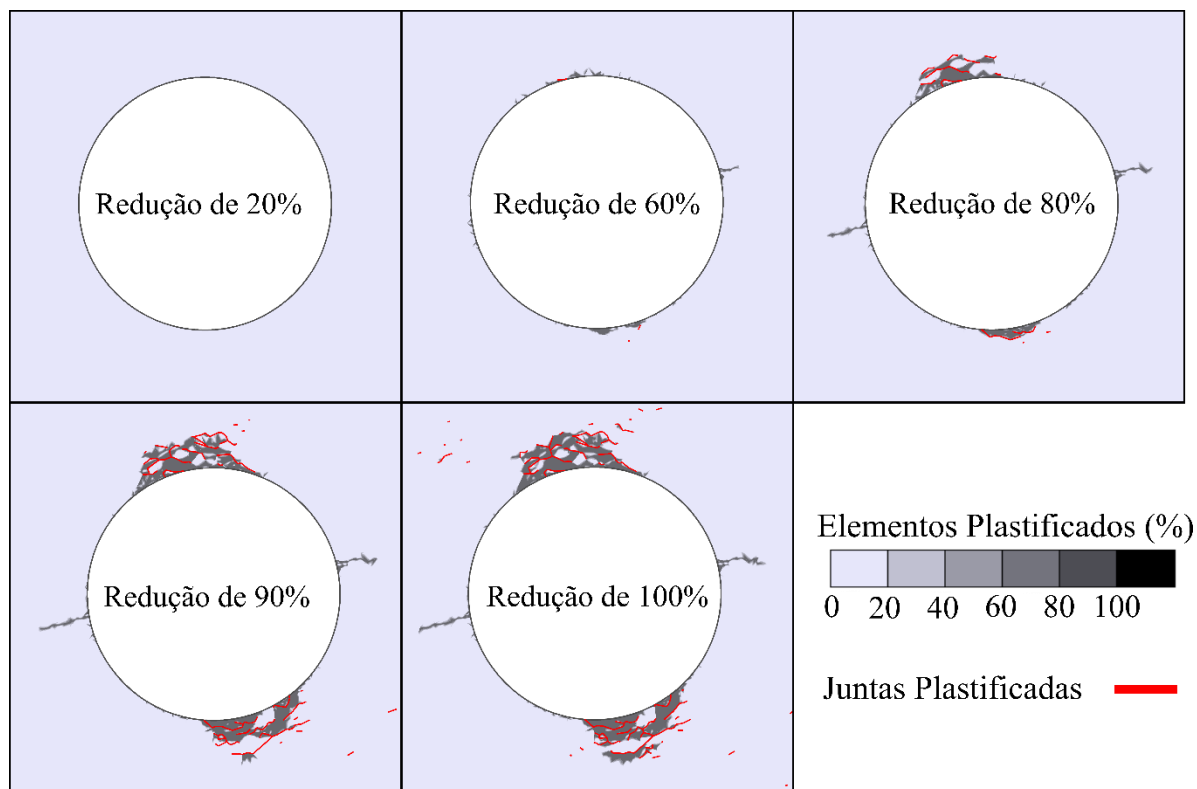 Redução de 20%
Redução de 60%
Redução de 80%
Redução de 90%
Redução de 100%
Elementos Plastificados (%)
0 20 40 60 80 100
Juntas Plastificadas